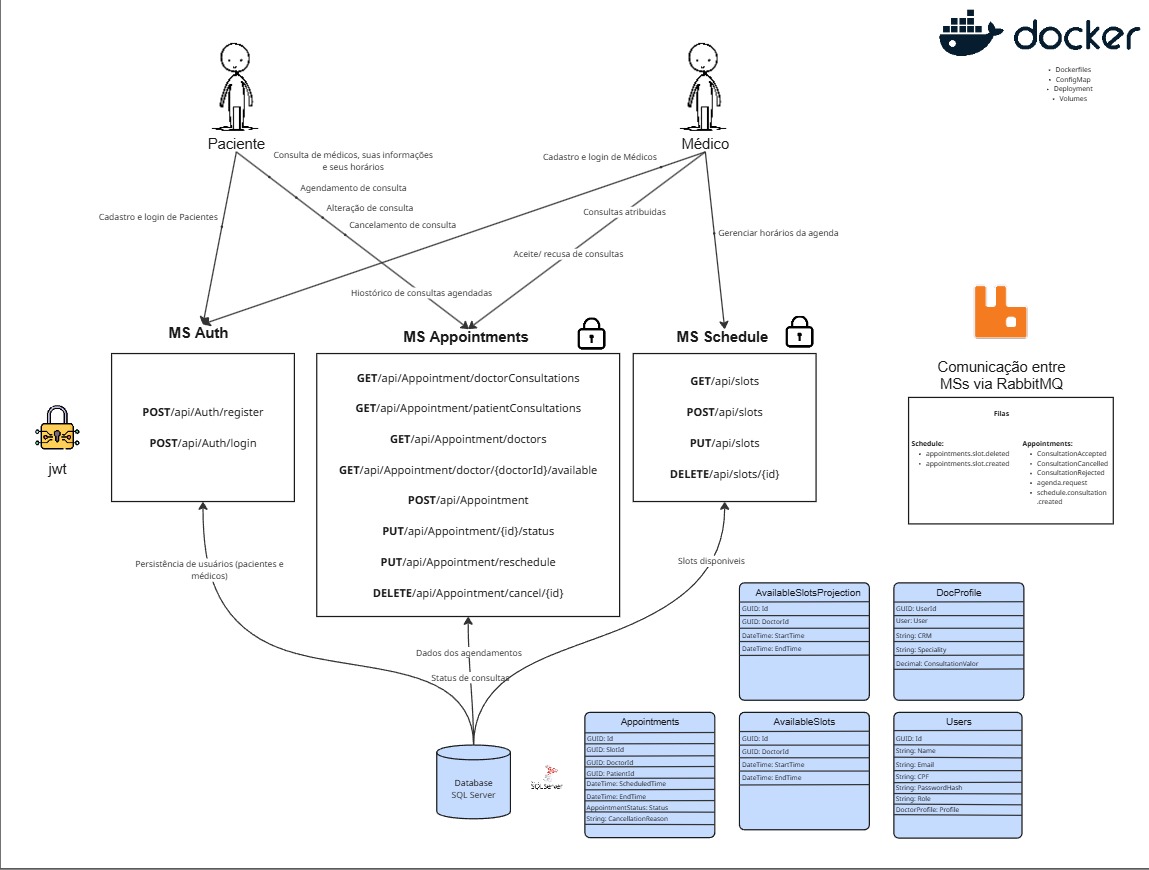 docker
• Dockerfiles
• ConfigMap
• Deployment
• Volumes
Paciente
Médico
Consulta de médicos, suas informações
e seus horários
Agendamento de consulta
Alteração de consulta
Cancelamento de consulta
Cadastro e login de Pacientes
Hiostórico de consultas agendadas
Cadastro e login de Médicos
Consultas atribuidas
Aceite/ recusa de consultas
Gerenciar horários da agenda
MS Auth
POST/api/Auth/register
POST/api/Auth/login
jwt
MS Appointments
GET/api/Appointment/doctorConsultations
GET/api/Appointment/patientConsultations
GET/api/Appointment/doctors
GET/api/Appointment/doctor/{doctorId}/available
POST/api/Appointment
PUT/api/Appointment/{id}/status
PUT/api/Appointment/reschedule
DELETE/api/Appointment/cancel/{id}
MS Schedule
GET/api/slots
POST/api/slots
PUT/api/slots
DELETE/api/slots/{id}
Comunicação entre
MSs via RabbitMQ
Filas
Schedule:
• appointments.slot.deleted
• appointments.slot.created
Appointments:
• ConsultationAccepted
• ConsultationCancelled
• ConsultationRejected
• agenda.request
• schedule.consultation
.created
Persistência de usuários (pacientes e
médicos)
Dados dos agendamentos
Status de consultas
Slots disponiveis
Database
SQL Server
SQL Server
AvailableSlotsProjection
GUID: Id
GUID: DoctorId
DateTime: StartTime
DateTime: EndTime
DocProfile
GUID: UserId
User: User
String: CRM
String: Speciality
Decimal: ConsultationValor
Appointments
GUID: Id
GUID: SlotId
GUID: DoctorId
GUID: PatientId
DateTime: ScheduledTime
DateTime: EndTime
AppointmentStatus: Status
String: CancellationReason
AvailableSlots
GUID: Id
GUID: DoctorId
DateTime: StartTime
DateTime: EndTime
Users
GUID: Id
String: Name
String: Email
String: CPF
String: PasswordHash
String: Role
DoctorProfile: Profile